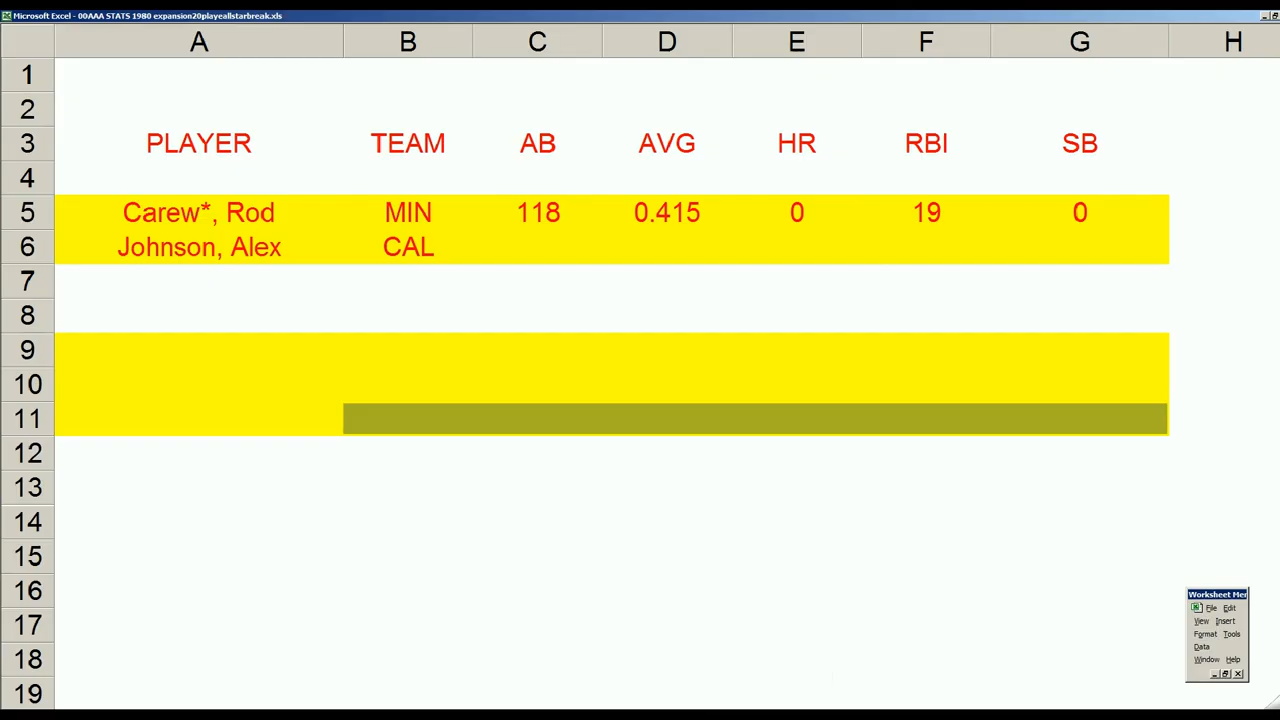 Microsoft Excel - 00AAA STATS 1980 expansion20playeallstarbreak.xls
A B C D E F G H
1
2
3 PLAYER TEAM AB AVG HR RBI SB
4
5 Carew*, Rod MIN 118 0.415 0 19 0
6 Johnson, Alex CAL
7
8
9
10
11
12
13
14
15
16
17
18
19
Worksheet Mer
File Edit
View Insert
Format Tools
Data
Window Help